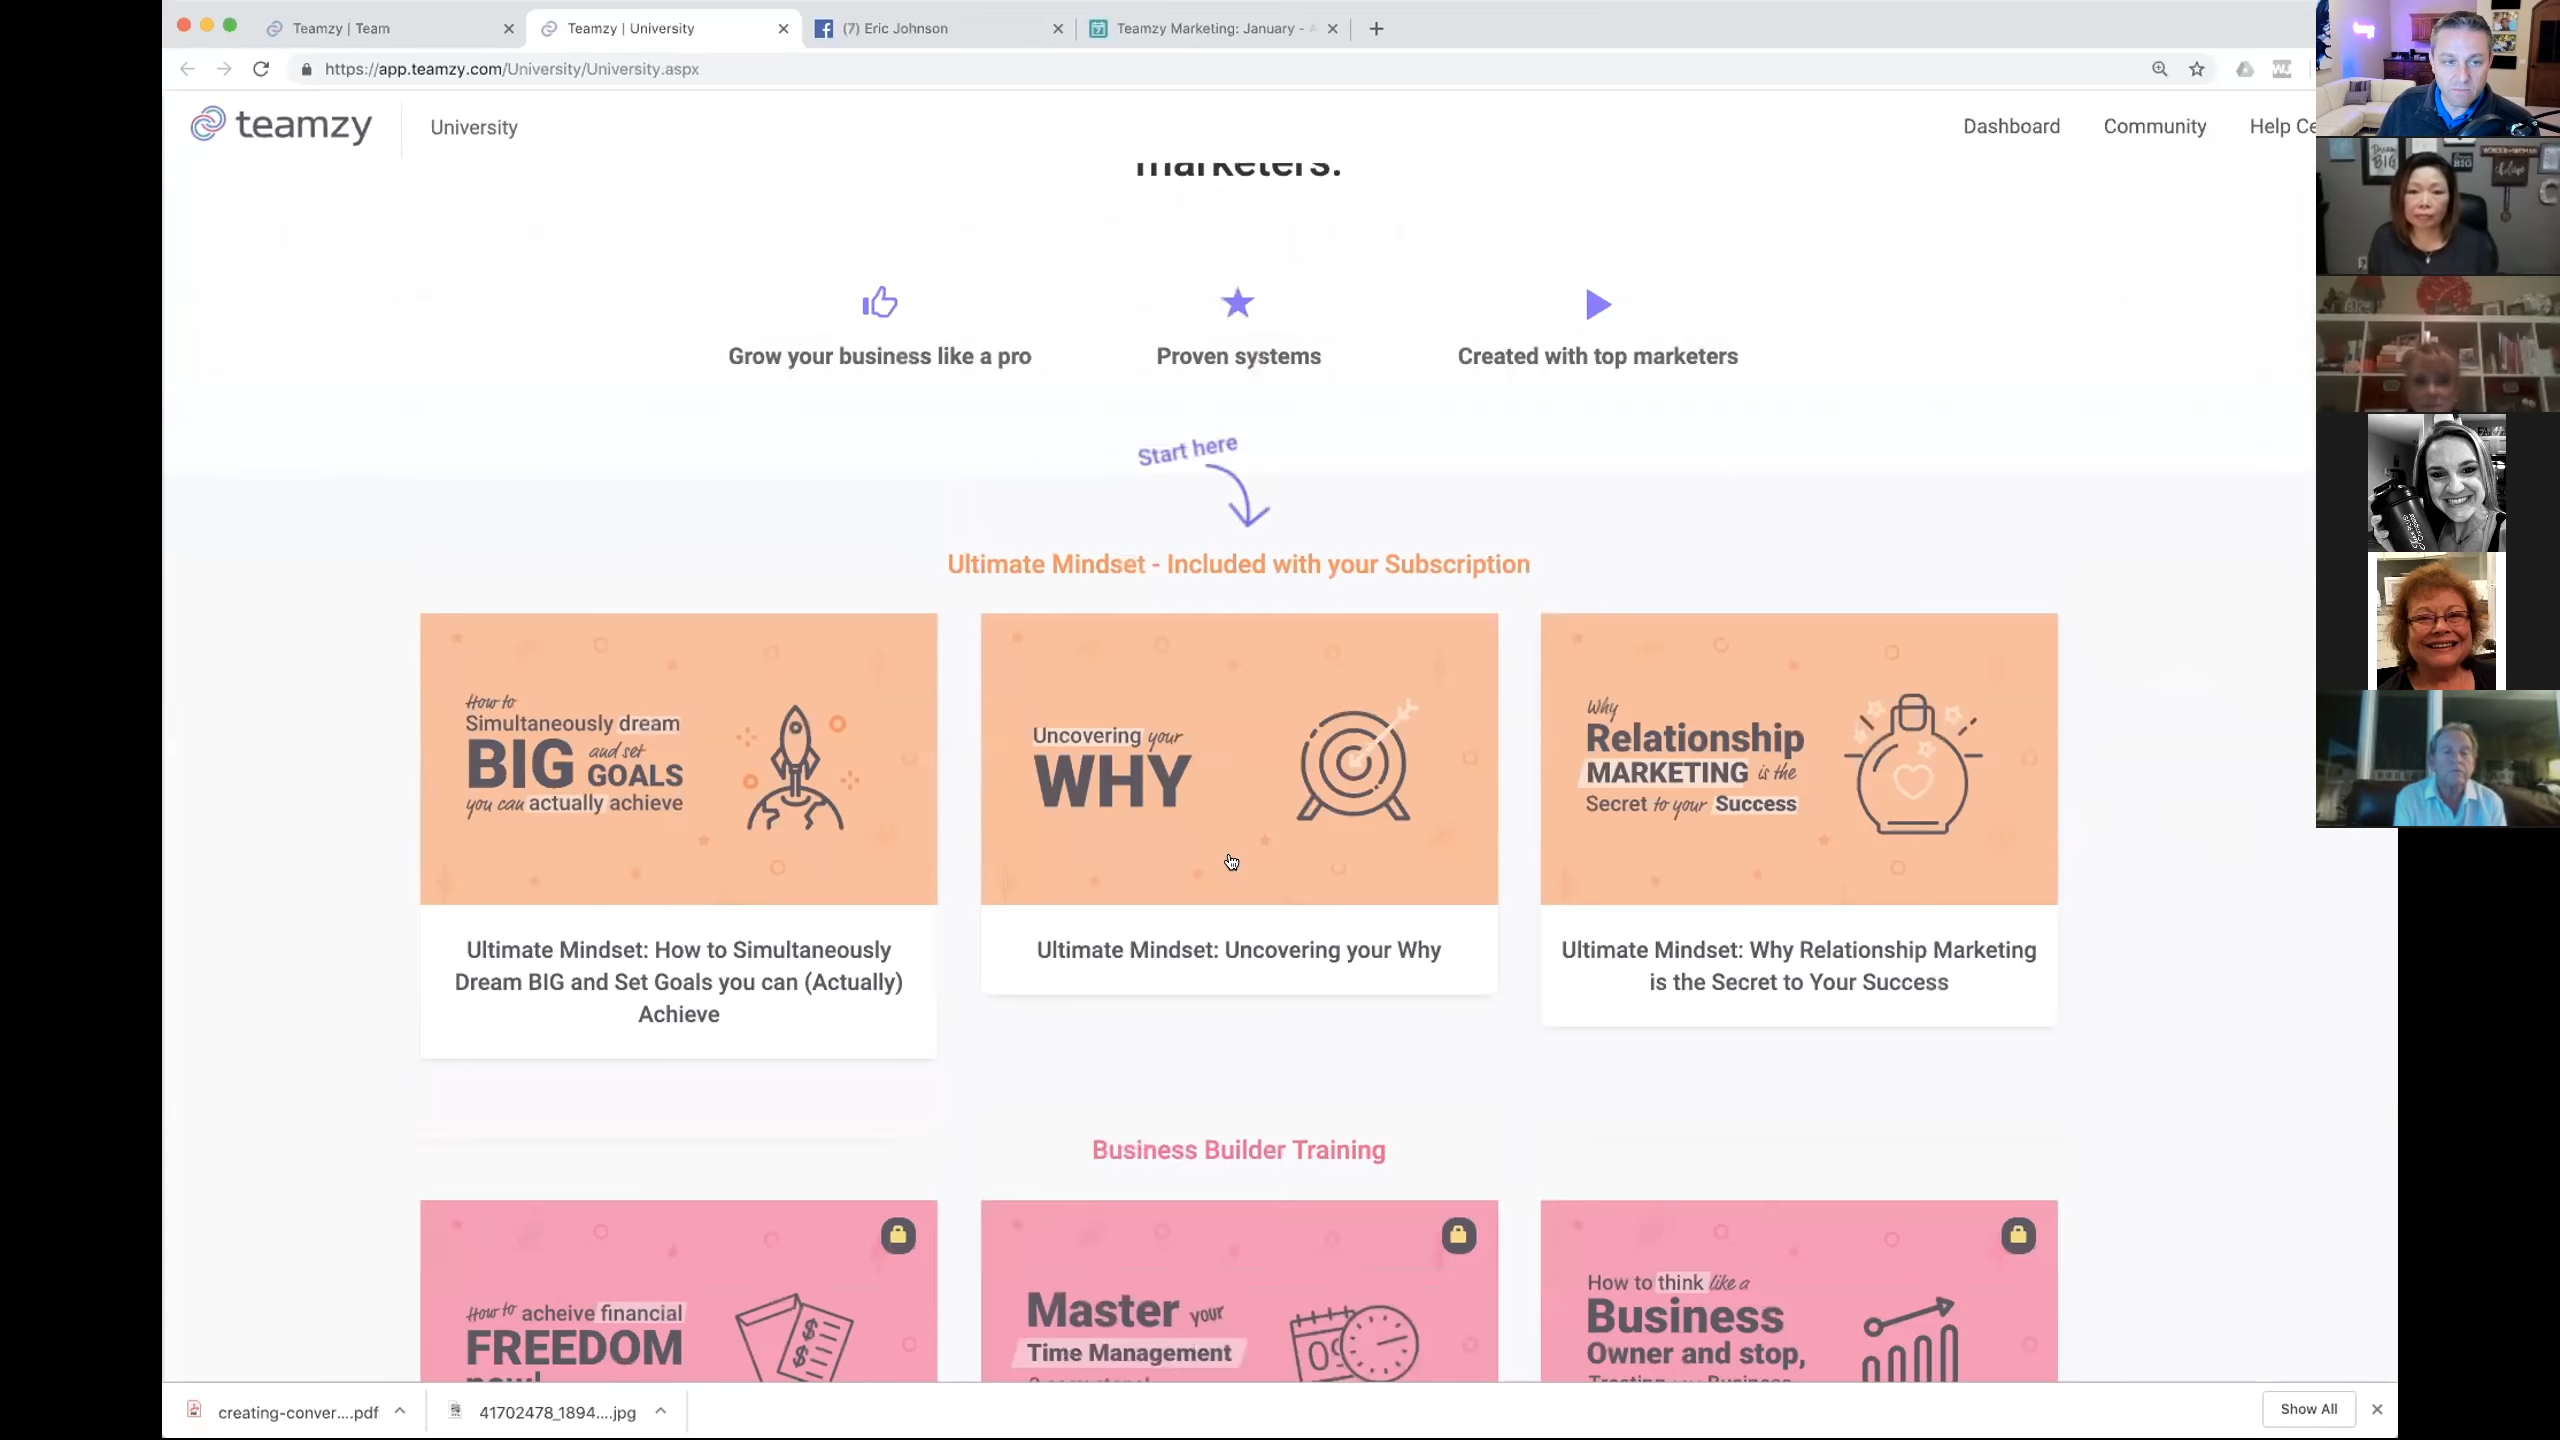 Teamzy | Team
Teamzy | University
(7) Eric Johnson
Teamzy Marketing: January -
https://app.teamzy.com/University/University.aspx
teamzy
University
Dashboard
Community
Help Ce
marketers.
Grow your business like a pro
Proven systems
Created with top marketers
Start here
Ultimate Mindset - Included with your Subscription
How to
Simultaneously dream
BIG and set
GOALS
you can actually achieve
Uncovering your
WHY
Why
Relationship
MARKETING is the
Secret to your Success
Ultimate Mindset: How to Simultaneously
Dream BIG and Set Goals you can (Actually)
Achieve
Ultimate Mindset: Uncovering your Why
Ultimate Mindset: Why Relationship Marketing
is the Secret to Your Success
Business Builder Training
How to acheive financial
FREEDOM
now!
Master your
Time Management
How to think like a
Business
Owner and stop,
creating-conver....pdf
41702478_1894....jpg
Show All